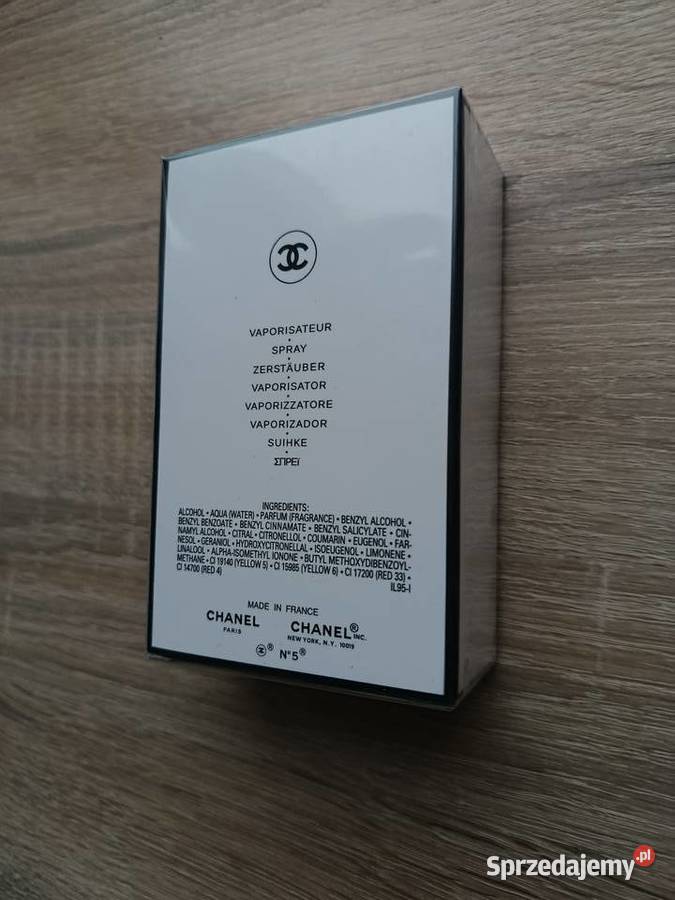 VAPORISATEUR
•
SPRAY
•
ZERSTÄUBER
•
VAPORISATOR
•
VAPORIZZATORE
•
VAPORIZADOR
•
SUIHKE
•
ΣΠΡΕΪ
INGREDIENTS:
ALCOHOL • AQUA (WATER) • PARFUM (FRAGRANCE) • BENZYL ALCOHOL •
BENZYL BENZOATE • BENZYL CINNAMATE • BENZYL SALICYLATE • CIN-
NAMYL ALCOHOL • CITRAL • CITRONELLOL • COUMARIN • EUGENOL • FAR-
NESOL • GERANIOL • HYDROXYCITRONELLAL • ISOEUGENOL • LIMONENE •
LINALOOL • ALPHA-ISOMETHYL IONONE • BUTYL METHOXYDIBENZOYL-
METHANE • CI 19140 (YELLOW 5) • CI 15985 (YELLOW 6) • CI 17200 (RED 33) •
CI 14700 (RED 4)
IL95-I
MADE IN FRANCE
CHANEL CHANEL® INC.
PARIS NEW YORK, N.Y. 10019
® N°5®
Sprzedajemy.pl